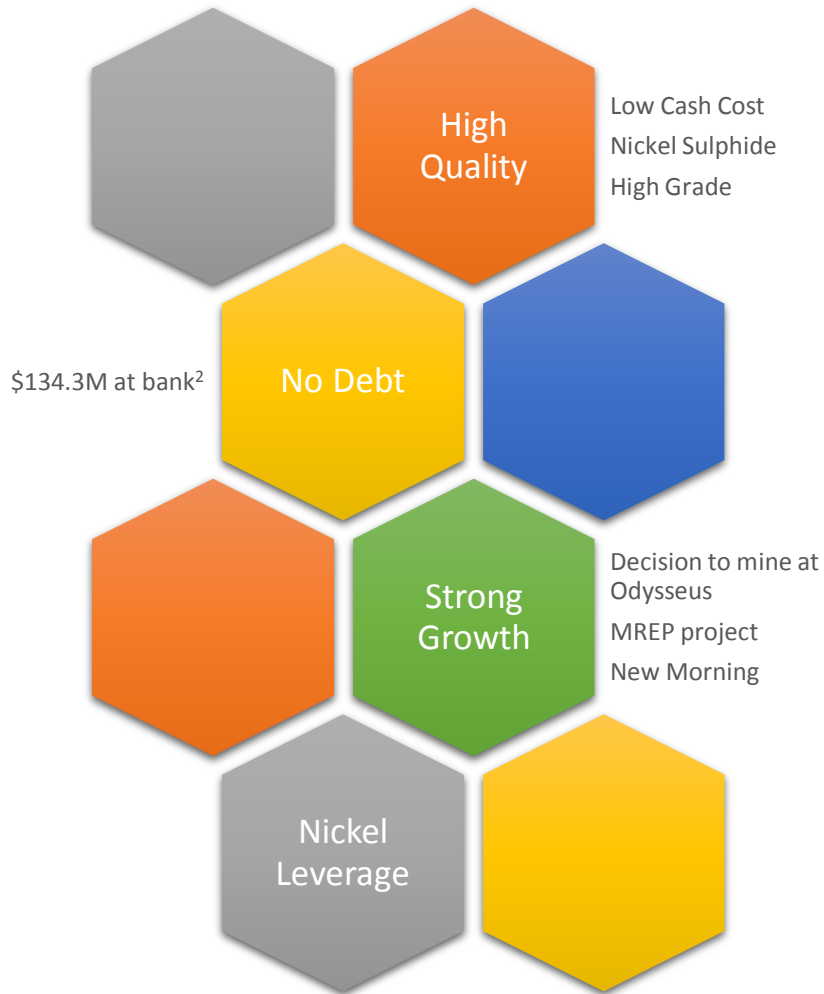 High
Quality
Low Cash Cost
Nickel Sulphide
High Grade
$134.3M at bank²
No Debt
Strong
Growth
Decision to mine at
Odysseus
MREP project
New Morning
Nickel
Leverage